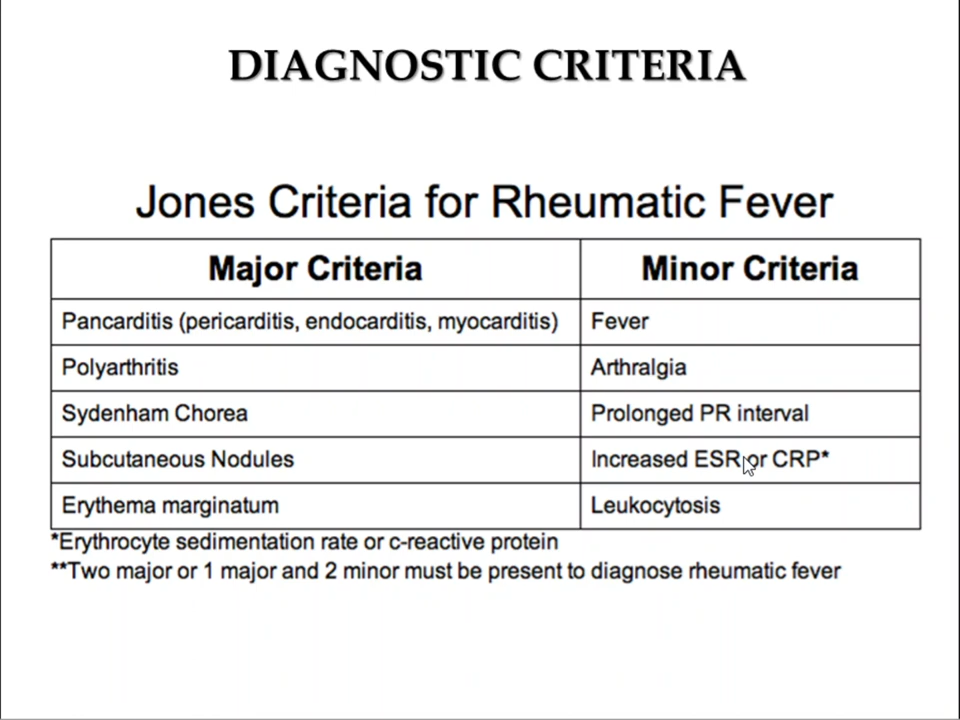 DIAGNOSTIC CRITERIA
Jones Criteria for Rheumatic Fever
Major Criteria Minor Criteria
Pancarditis (pericarditis, endocarditis, myocarditis) Fever
Polyarthritis Arthralgia
Sydenham Chorea Prolonged PR interval
Subcutaneous Nodules Increased ESR or CRP*
Erythema marginatum Leukocytosis
*Erythrocyte sedimentation rate or c-reactive protein
**Two major or 1 major and 2 minor must be present to diagnose rheumatic fever